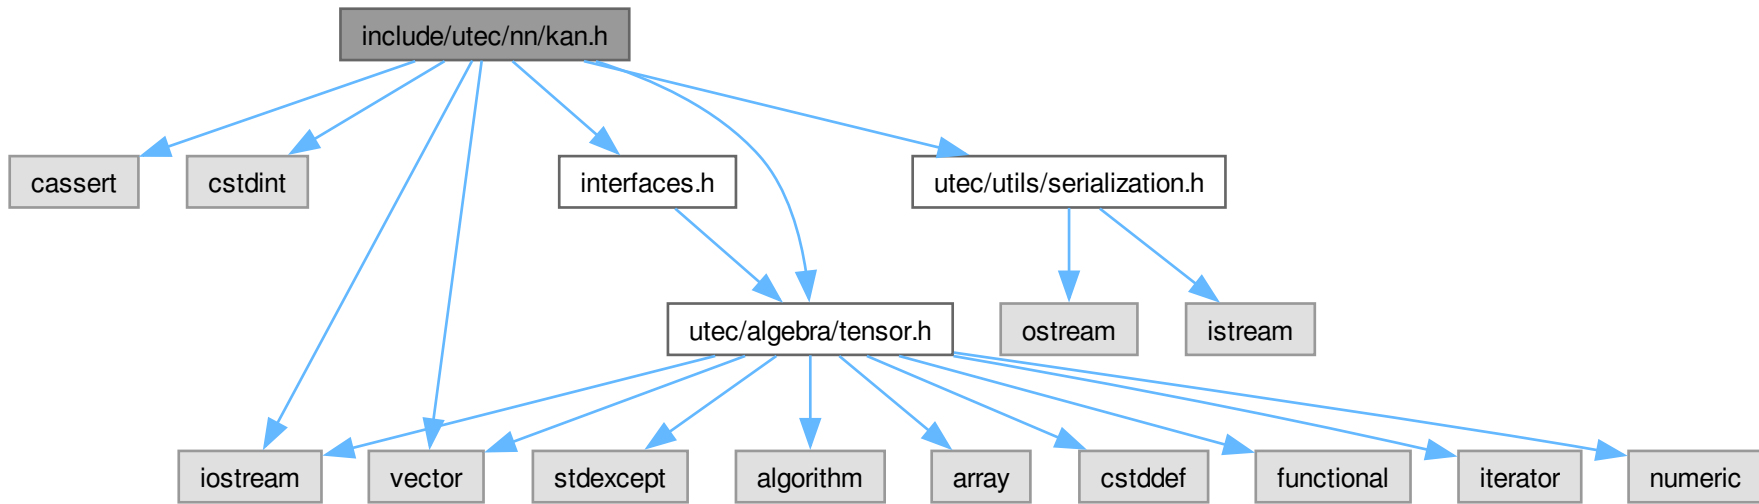 include/utec/nn/kan.h
cassert
cstdint
interfaces.h
utec/utils/serialization.h
utec/algebra/tensor.h
ostream
istream
iostream
vector
stdexcept
algorithm
array
cstddef
functional
iterator
numeric